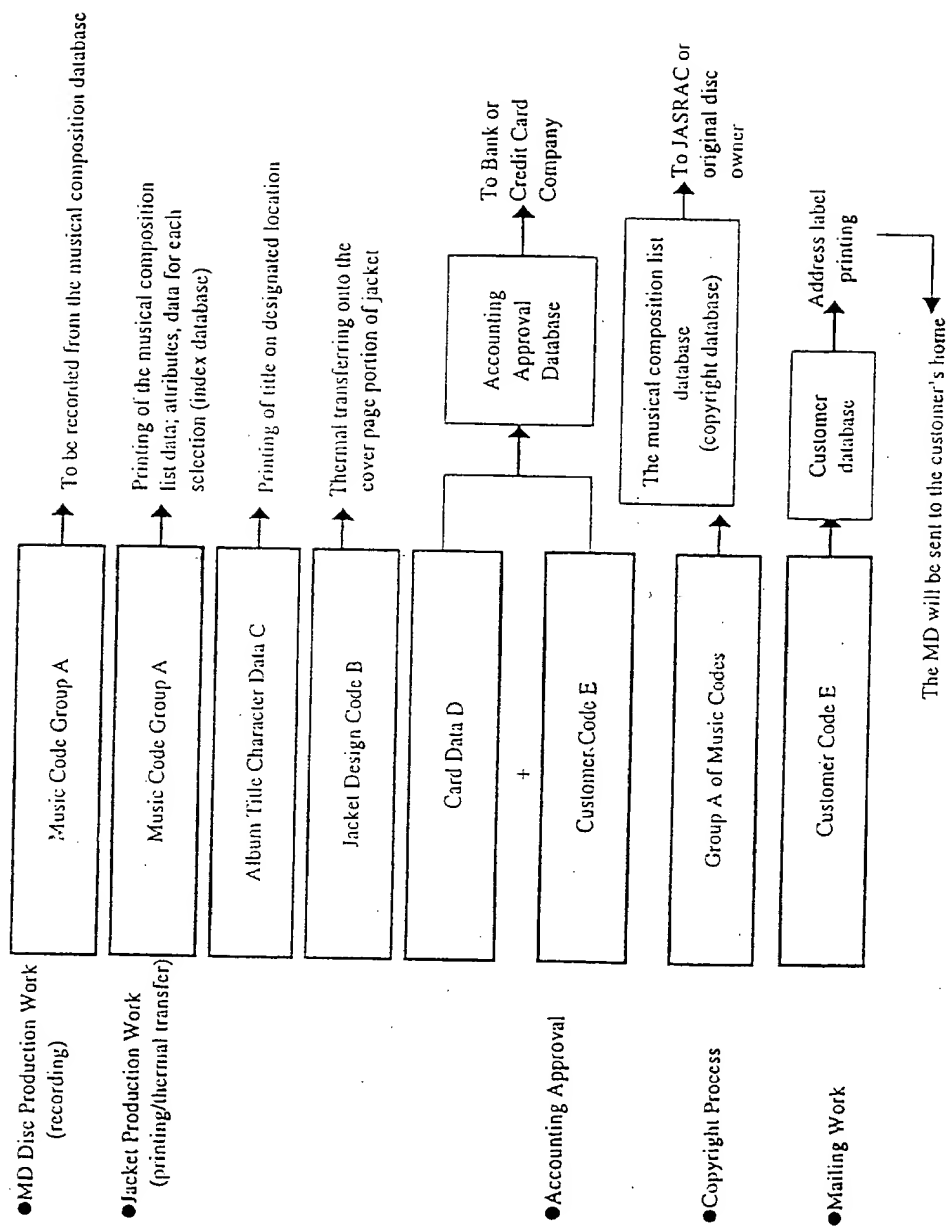 ●MD Disc Production Work
(recording)
Music Code Group A
To be recorded from the musical composition database
●Jacket Production Work
(printing/thermal transfer)
Music Code Group A
Printing of the musical composition
list data; attributes, data for each
selection (index database)
Album Title Character Data C
Printing of title on designated location
Jacket Design Code B
Thermal transferring onto the
cover page portion of jacket
●Accounting Approval
Card Data D
+
Customer Code E
Accounting
Approval
Database
To Bank or
Credit Card
Company
●Copyright Process
Group A of Music Codes
The musical composition list
database
(copyright database)
To JASRAC or
original disc
owner
●Mailing Work
Customer Code E
Customer
database
Address label
printing
The MD will be sent to the customer's home